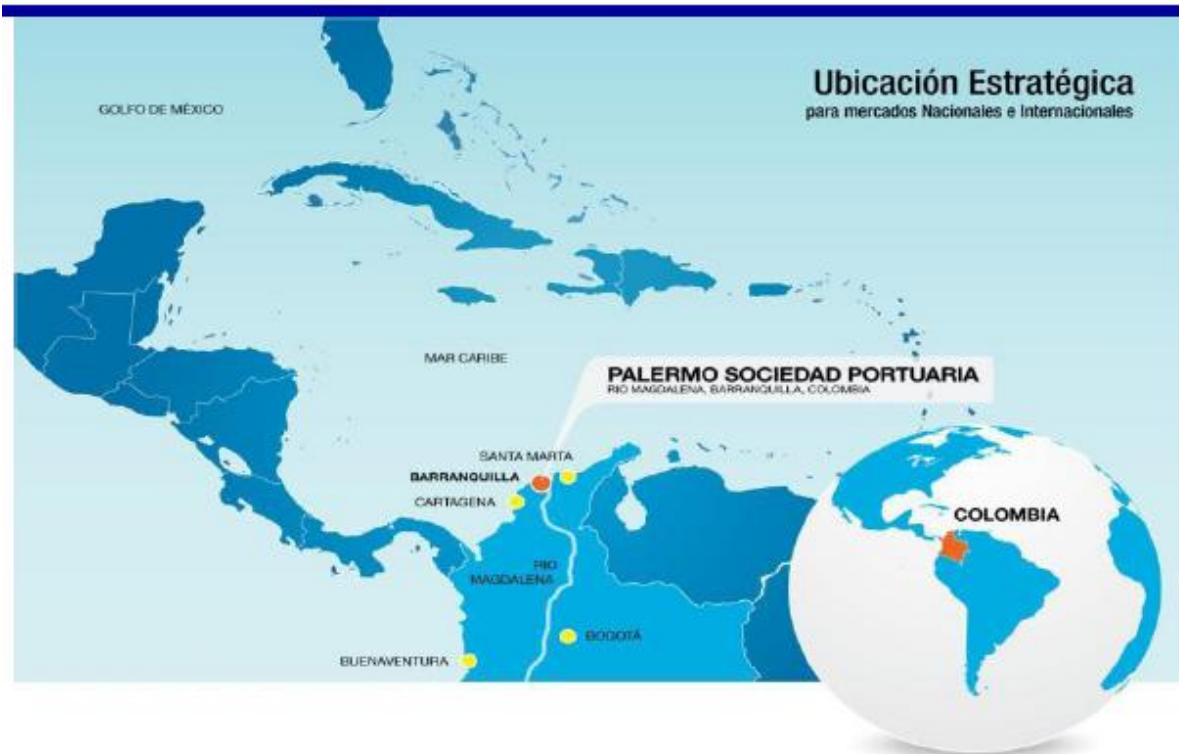 Ubicación Estratégica
para mercados Nacionales e Internacionales
GOLFO DE MÉXICO
MAR CARIBE
PALERMO SOCIEDAD PORTUARIA
RIO MAGDALENA, BARRANQUILLA, COLOMBIA
SANTA MARTA
BARRANQUILLA
CARTAGENA
COLOMBIA
RIO
MAGDALENA
BOGOTÁ
BUENAVENTURA